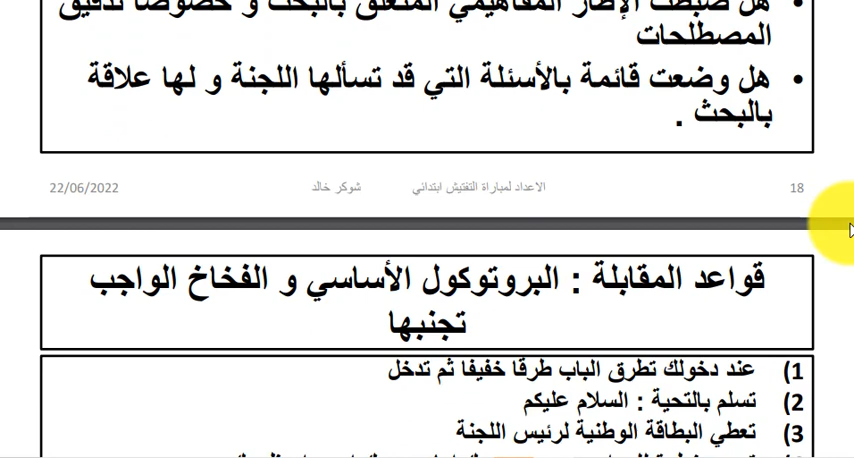 • هل ضبطت الإطار المفاهيمي المتعلق بالبحث و خصوصا تدقيق
المصطلحات
• هل وضعت قائمة بالأسئلة التي قد تسألها اللجنة و لها علاقة
بالبحث .
22/06/2022 الاعداد لمباراة التفتيش ابتدائي شوكر خالد 18
قواعد المقابلة : البروتوكول الأساسي و الفخاخ الواجب
تجنبها
1) عند دخولك تطرق الباب طرقا خفيفا ثم تدخل
2) تسلم بالتحية : السلام عليكم
3) تعطي البطاقة الوطنية لرئيس اللجنة